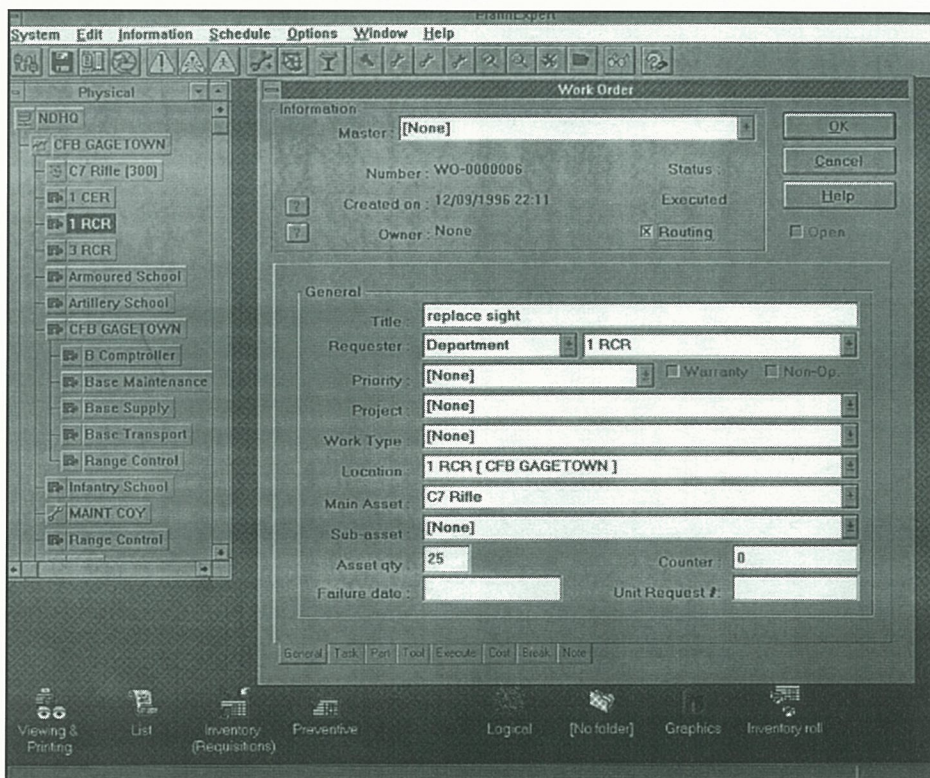 PlannExpert
System Edit Information Schedule Options Window Help
Physical
NDHQ
CFB GAGETOWN
C7 Rifle [300]
1 CER
1 RCR
3 RCR
Armoured School
Artillery School
CFB GAGETOWN
B Comptroller
Base Maintenance
Base Supply
Base Transport
Range Control
Infantry School
MAINT COY
Range Control
Work Order
Information
Master : [None]
Number : WO-0000006 Status :
Created on : 12/09/1996 22:11 Executed
Owner : None Routing Open
OK
Cancel
Help
General
Title : replace sight
Requester : Department 1 RCR
Priority : [None] Warranty Non-Op.
Project : [None]
Work Type : [None]
Location : 1 RCR [ CFB GAGETOWN ]
Main Asset : C7 Rifle
Sub-asset : [None]
Asset qty : 25 Counter : 0
Failure date : Unit Request #:
General Task Part Tool Execute Cost Break Note
Viewing & Printing
List
Inventory (Requisitions)
Preventive
Logical
[No folder]
Graphics
Inventory roll